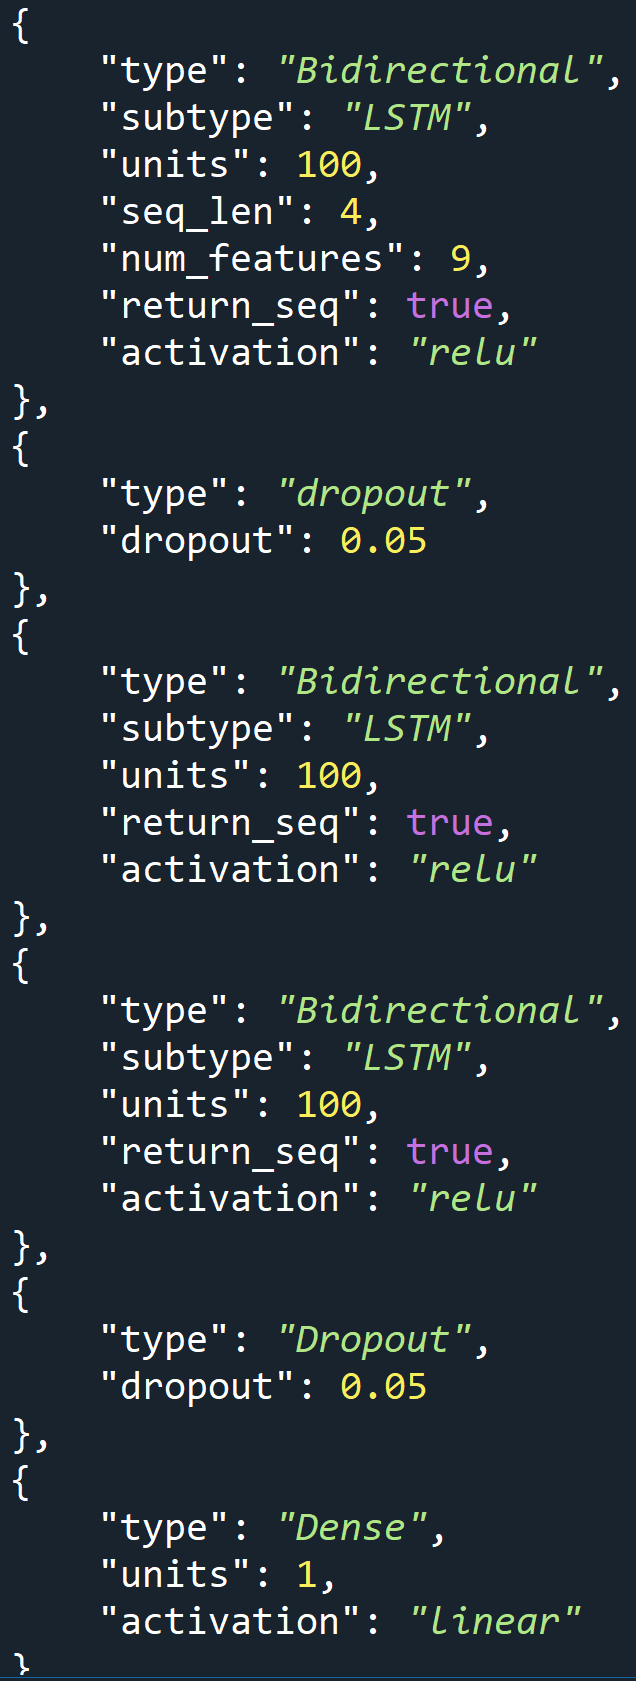 {
"type": "Bidirectional",
"subtype": "LSTM",
"units": 100,
"seq_len": 4,
"num_features": 9,
"return_seq": true,
"activation": "relu"
},
{
"type": "dropout",
"dropout": 0.05
},
{
"type": "Bidirectional",
"subtype": "LSTM",
"units": 100,
"return_seq": true,
"activation": "relu"
},
{
"type": "Bidirectional",
"subtype": "LSTM",
"units": 100,
"return_seq": true,
"activation": "relu"
},
{
"type": "Dropout",
"dropout": 0.05
},
{
"type": "Dense",
"units": 1,
"activation": "linear"
}